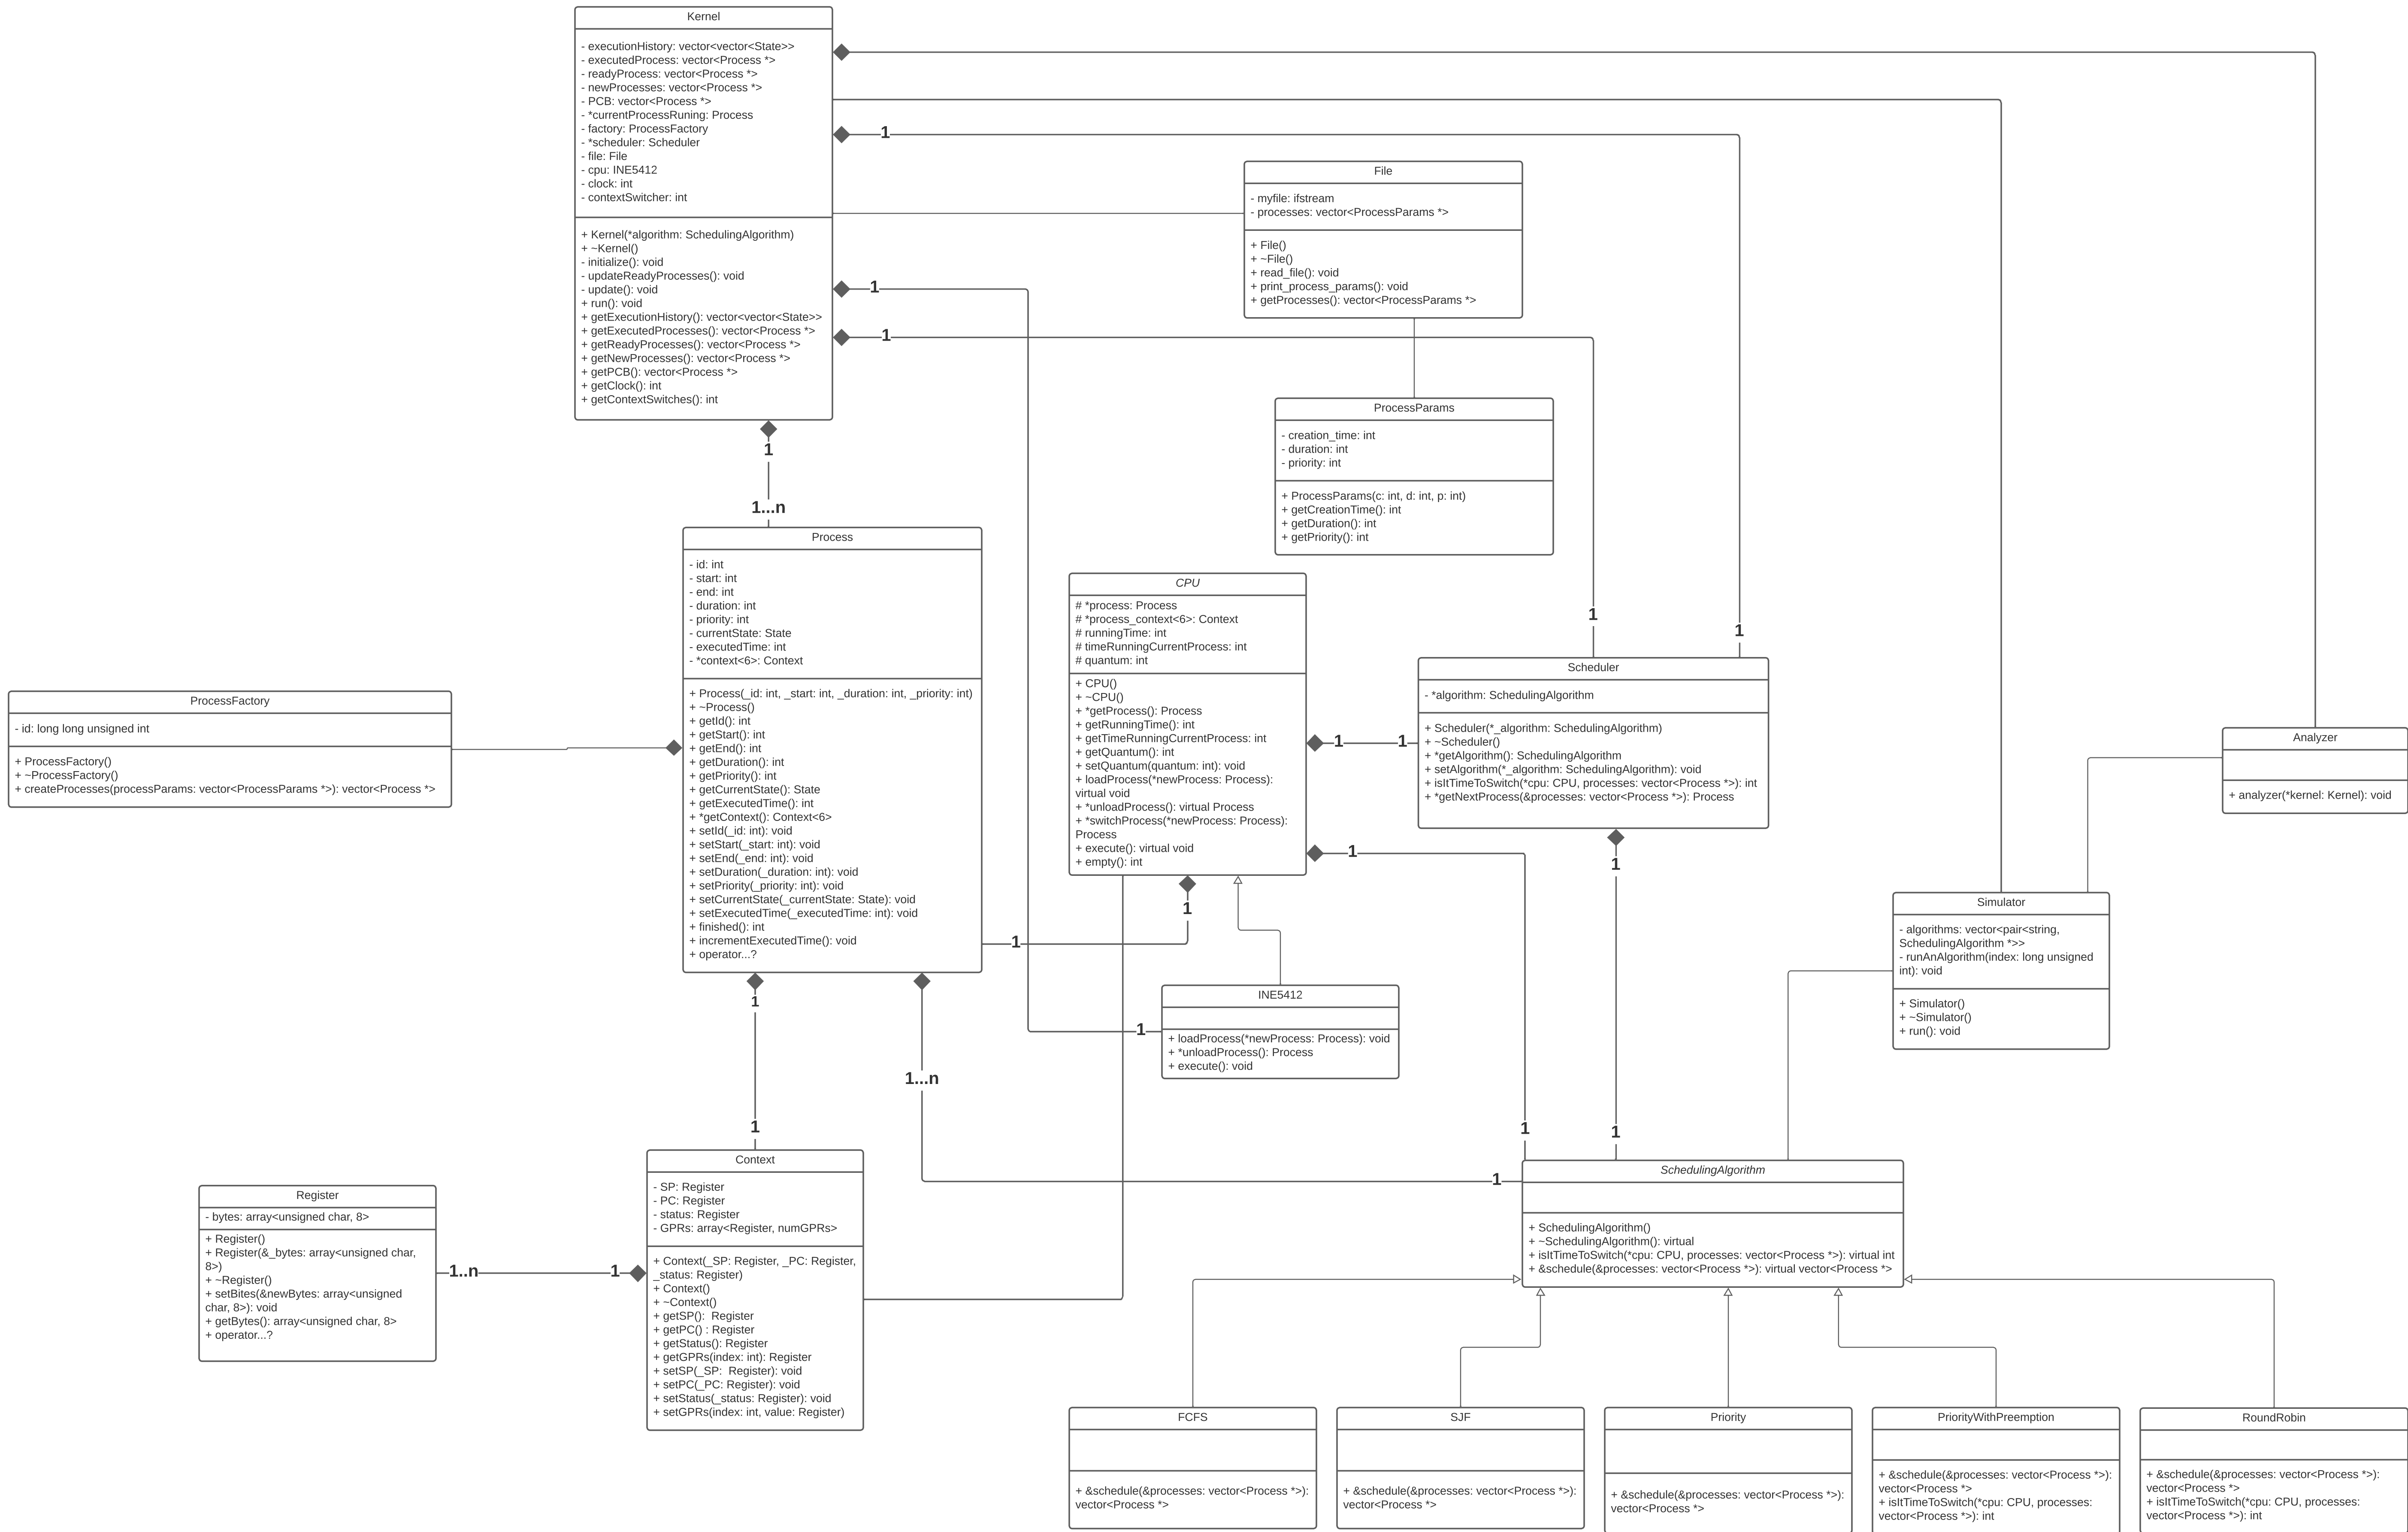 Kernel
- executionHistory: vector<vector<State>>
- executedProcess: vector<Process *>
- readyProcess: vector<Process *>
- newProcesses: vector<Process *>
- PCB: vector<Process *>
- *currentProcessRuning: Process
- factory: ProcessFactory
- *scheduler: Scheduler
- file: File
- cpu: INE5412
- clock: int
- contextSwitcher: int
+ Kernel(*algorithm: SchedulingAlgorithm)
+ ~Kernel()
- initialize(): void
- updateReadyProcesses(): void
- update(): void
+ run(): void
+ getExecutionHistory(): vector<vector<State>>
+ getExecutedProcesses(): vector<Process *>
+ getReadyProcesses(): vector<Process *>
+ getNewProcesses(): vector<Process *>
+ getPCB(): vector<Process *>
+ getClock(): int
+ getContextSwitches(): int
1
1
1
1
1...n
File
- myfile: ifstream
- processes: vector<ProcessParams *>
+ File()
+ ~File()
+ read_file(): void
+ print_process_params(): void
+ getProcesses(): vector<ProcessParams *>
ProcessParams
- creation_time: int
- duration: int
- priority: int
+ ProcessParams(c: int, d: int, p: int)
+ getCreationTime(): int
+ getDuration(): int
+ getPriority(): int
Process
- id: int
- start: int
- end: int
- duration: int
- priority: int
- currentState: State
- executedTime: int
- *context<6>: Context
+ Process(_id: int, _start: int, _duration: int, _priority: int)
+ ~Process()
+ getId(): int
+ getStart(): int
+ getEnd(): int
+ getDuration(): int
+ getPriority(): int
+ getCurrentState(): State
+ getExecutedTime(): int
+ *getContext(): Context<6>
+ setId(_id: int): void
+ setStart(_start: int): void
+ setEnd(_end: int): void
+ setDuration(_duration: int): void
+ setPriority(_priority: int): void
+ setCurrentState(_currentState: State): void
+ setExecutedTime(_executedTime: int): void
+ finished(): int
+ incrementExecutedTime(): void
+ operator...?
CPU
# *process: Process
# *process_context<6>: Context
# runningTime: int
# timeRunningCurrentProcess: int
# quantum: int
+ CPU()
+ ~CPU()
+ *getProcess(): Process
+ getRunningTime(): int
+ getTimeRunningCurrentProcess: int
+ getQuantum(): int
+ setQuantum(quantum: int): void
+ loadProcess(*newProcess: Process):
virtual void
+ *unloadProcess(): virtual Process
+ *switchProcess(*newProcess: Process):
Process
+ execute(): virtual void
+ empty(): int
1
1
Scheduler
- *algorithm: SchedulingAlgorithm
+ Scheduler(*_algorithm: SchedulingAlgorithm)
+ ~Scheduler()
+ *getAlgorithm(): SchedulingAlgorithm
+ setAlgorithm(*_algorithm: SchedulingAlgorithm): void
+ isItTimeToSwitch(*cpu: CPU, processes: vector<Process *>): int
+ *getNextProcess(&processes: vector<Process *>): Process
ProcessFactory
- id: long long unsigned int
+ ProcessFactory()
+ ~ProcessFactory()
+ createProcesses(processParams: vector<ProcessParams *>): vector<Process *>
Analyzer
+ analyzer(*kernel: Kernel): void
1
1
1
1
1
1
Simulator
- algorithms: vector<pair<string,
SchedulingAlgorithm *>>
- runAnAlgorithm(index: long unsigned
int): void
+ Simulator()
+ ~Simulator()
+ run(): void
INE5412
+ loadProcess(*newProcess: Process): void
+ *unloadProcess(): Process
+ execute(): void
1
1
1...n
1
1
1
1
Context
- SP: Register
- PC: Register
- status: Register
- GPRs: array<Register, numGPRs>
+ Context(_SP: Register, _PC: Register,
_status: Register)
+ Context()
+ ~Context()
+ getSP():  Register
+ getPC() : Register
+ getStatus(): Register
+ getGPRs(index: int): Register
+ setSP(_SP:  Register): void
+ setPC(_PC: Register): void
+ setStatus(_status: Register): void
+ setGPRs(index: int, value: Register)
Register
- bytes: array<unsigned char, 8>
+ Register()
+ Register(&_bytes: array<unsigned char,
8>)
+ ~Register()
+ setBites(&newBytes: array<unsigned
char, 8>): void
+ getBytes(): array<unsigned char, 8>
+ operator...?
1..n
1
SchedulingAlgorithm
+ SchedulingAlgorithm()
+ ~SchedulingAlgorithm(): virtual
+ isItTimeToSwitch(*cpu: CPU, processes: vector<Process *>): virtual int
+ &schedule(&processes: vector<Process *>): virtual vector<Process *>
FCFS
+ &schedule(&processes: vector<Process *>):
vector<Process *>
SJF
+ &schedule(&processes: vector<Process *>):
vector<Process *>
Priority
+ &schedule(&processes: vector<Process *>):
vector<Process *>
PriorityWithPreemption
+ &schedule(&processes: vector<Process *>):
vector<Process *>
+ isItTimeToSwitch(*cpu: CPU, processes:
vector<Process *>): int
RoundRobin
+ &schedule(&processes: vector<Process *>):
vector<Process *>
+ isItTimeToSwitch(*cpu: CPU, processes:
vector<Process *>): int